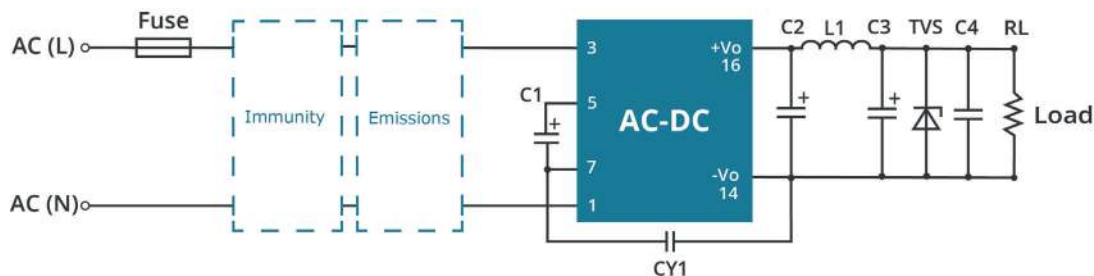 Fuse
AC (L)
Immunity
Emissions
AC (N)
C1
3
5
7
1
AC-DC
+Vo
16
-Vo
14
CY1
C2
L1
C3
TVS
C4
RL
+
+
+
Load